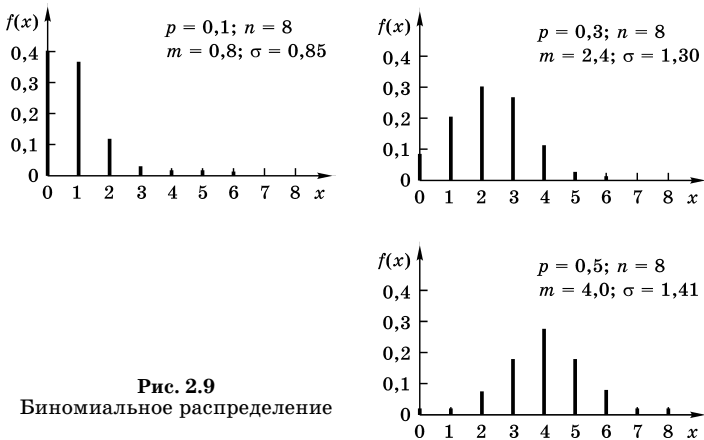 f(x)
p = 0,1; n = 8
m = 0,8; σ = 0,85
0,4
0,3
0,2
0,1
0
0 1 2 3 4 5 6 7 8 x
f(x)
p = 0,3; n = 8
m = 2,4; σ = 1,30
0,4
0,3
0,2
0,1
0
0 1 2 3 4 5 6 7 8 x
f(x)
p = 0,5; n = 8
m = 4,0; σ = 1,41
0,4
0,3
0,2
0,1
0
0 1 2 3 4 5 6 7 8 x
Рис. 2.9
Биномиальное распределение